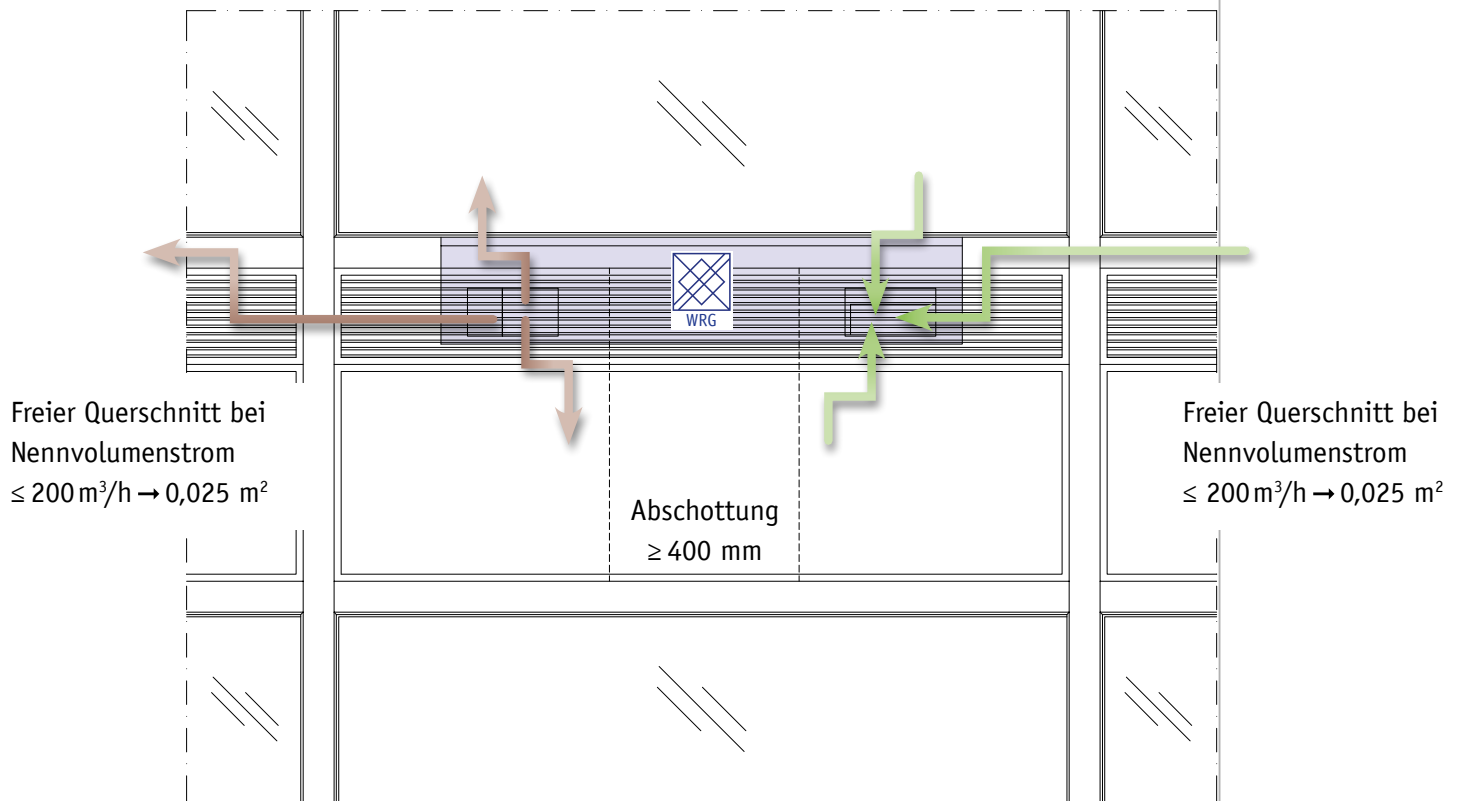 WRG
Freier Querschnitt bei
Nennvolumenstrom
≤ 200 m³/h → 0,025 m²
Abschottung
≥ 400 mm
Freier Querschnitt bei
Nennvolumenstrom
≤ 200 m³/h → 0,025 m²